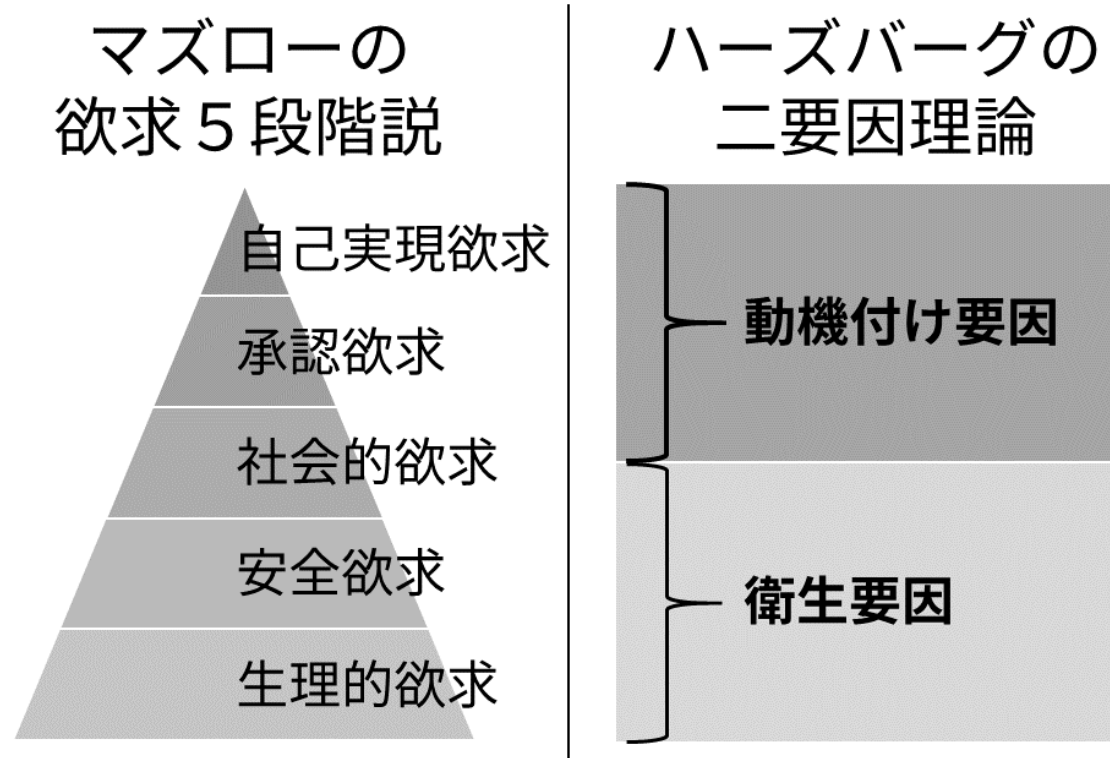 マズローの
欲求５段階説
自己実現欲求
承認欲求
社会的欲求
安全欲求
生理的欲求
ハーズバーグの
二要因理論
動機付け要因
衛生要因